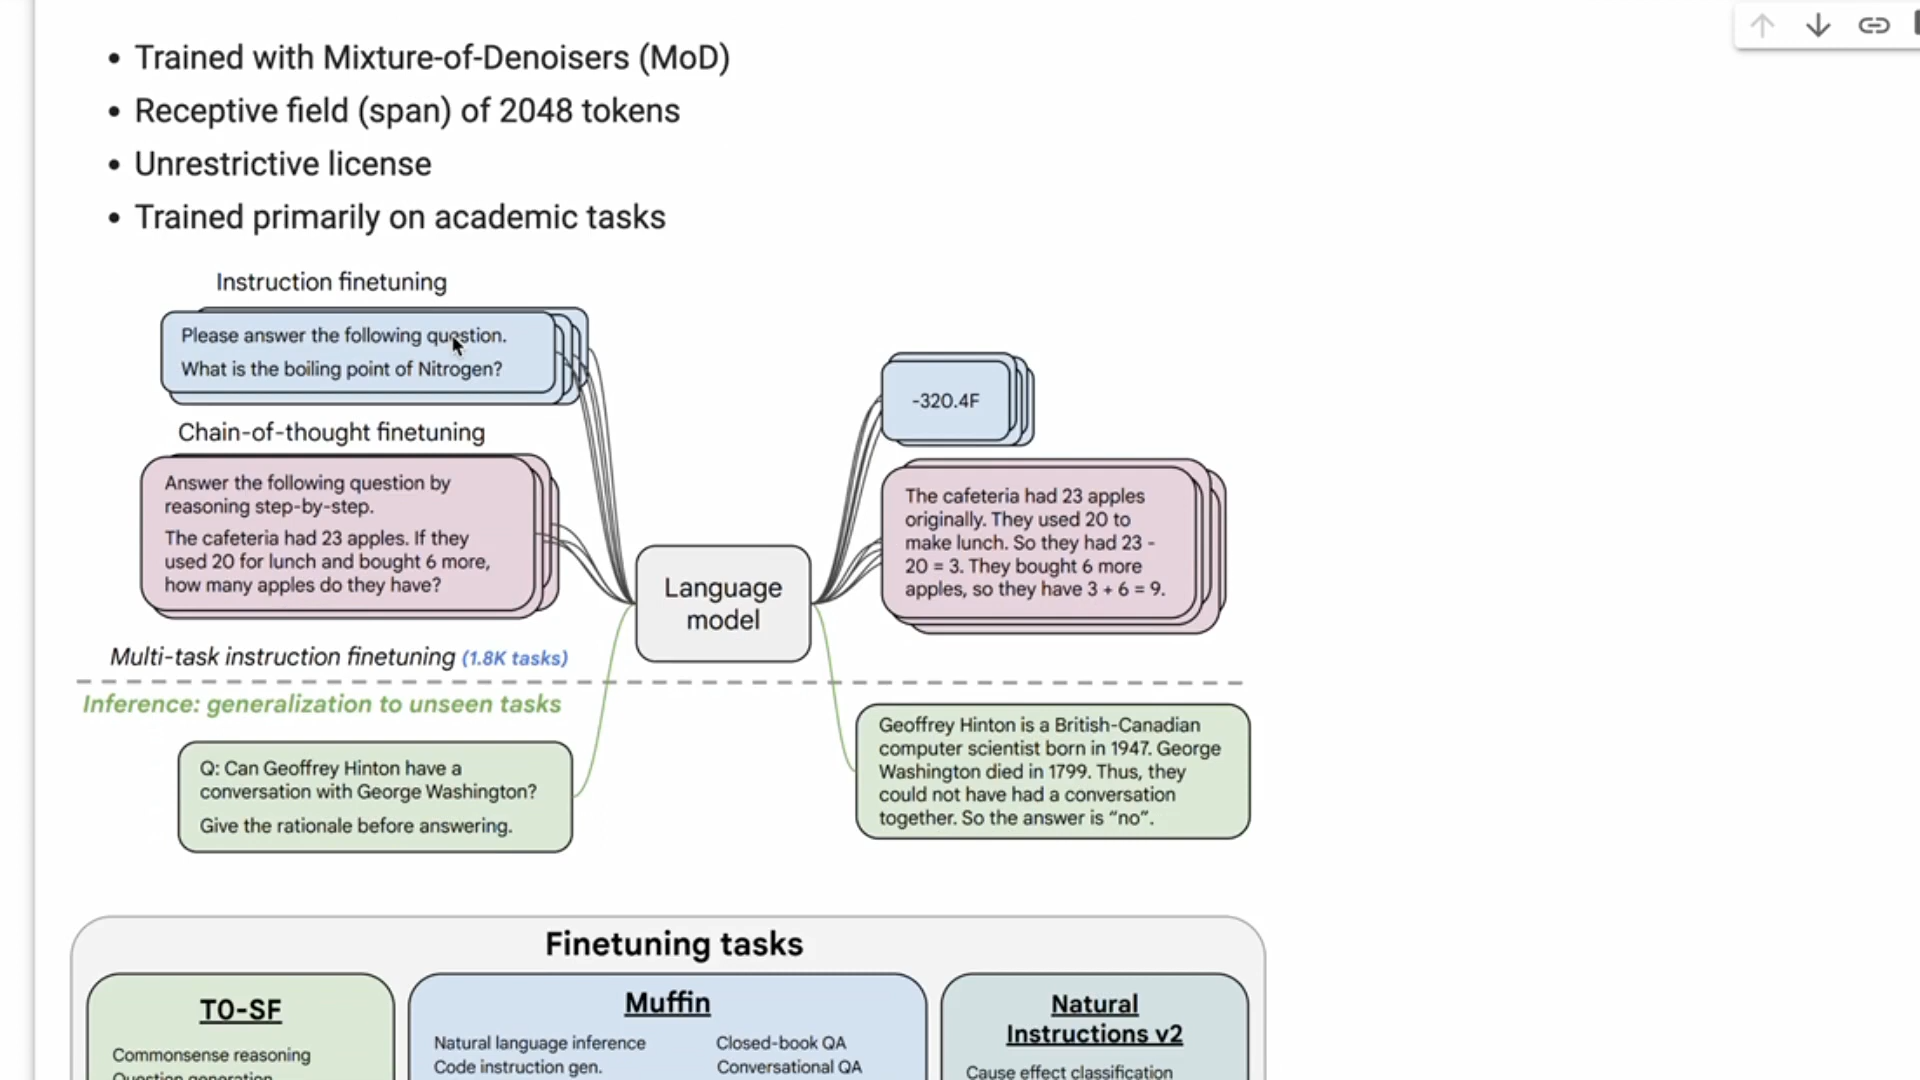 Trained with Mixture-of-Denoisers (MoD)
Receptive field (span) of 2048 tokens
Unrestrictive license
Trained primarily on academic tasks
Instruction finetuning
Please answer the following question.
What is the boiling point of Nitrogen?
-320.4F
Chain-of-thought finetuning
Answer the following question by
reasoning step-by-step.
The cafeteria had 23 apples. If they
used 20 for lunch and bought 6 more,
how many apples do they have?
Language
model
The cafeteria had 23 apples
originally. They used 20 to
make lunch. So they had 23 -
20 = 3. They bought 6 more
apples, so they have 3 + 6 = 9.
Multi-task instruction finetuning (1.8K tasks)
Inference: generalization to unseen tasks
Q: Can Geoffrey Hinton have a
conversation with George Washington?
Give the rationale before answering.
Geoffrey Hinton is a British-Canadian
computer scientist born in 1947. George
Washington died in 1799. Thus, they
could not have had a conversation
together. So the answer is “no”.
Finetuning tasks
T0-SF
Commonsense reasoning
Question generation
Muffin
Natural language inference
Code instruction gen.
Closed-book QA
Conversational QA
Natural
Instructions v2
Cause effect classification